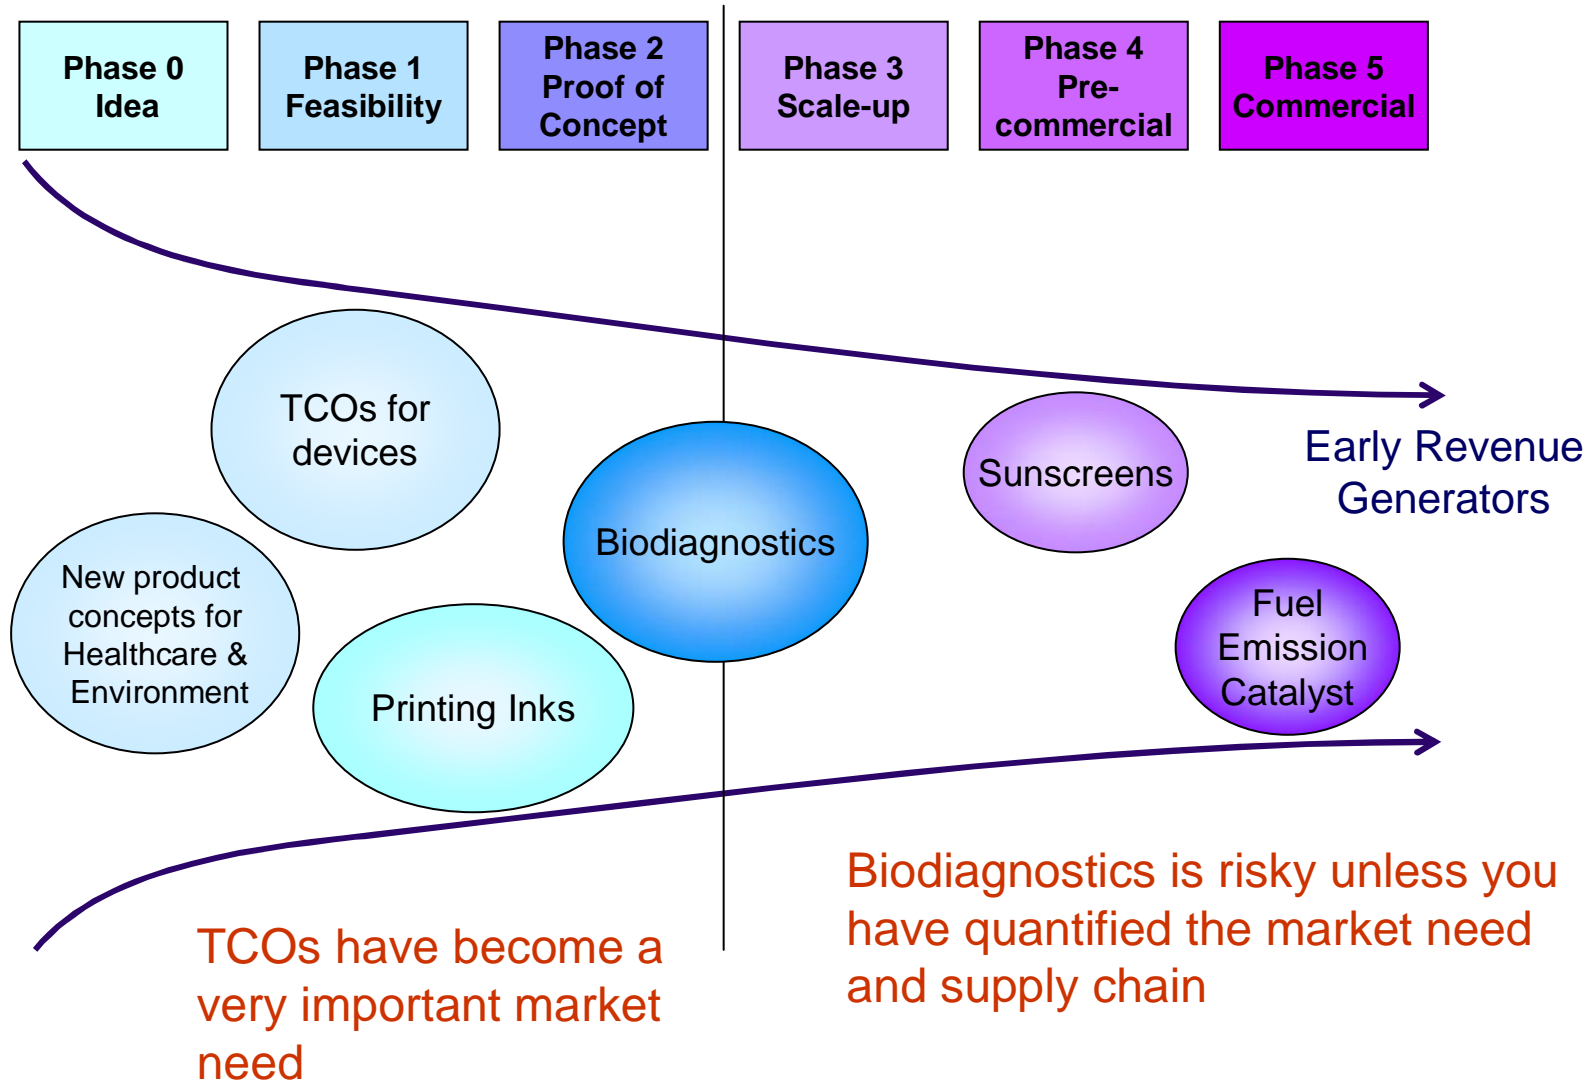 Phase 0
Idea
Phase 1
Feasibility
Phase 2
Proof of
Concept
Phase 3
Scale-up
Phase 4
Pre-
commercial
Phase 5
Commercial
TCOs for
devices
New product
concepts for
Healthcare &
Environment
Printing Inks
Biodiagnostics
Sunscreens
Early Revenue
Generators
Fuel
Emission
Catalyst
TCOs have become a
very important market
need
Biodiagnostics is risky unless you
have quantified the market need
and supply chain